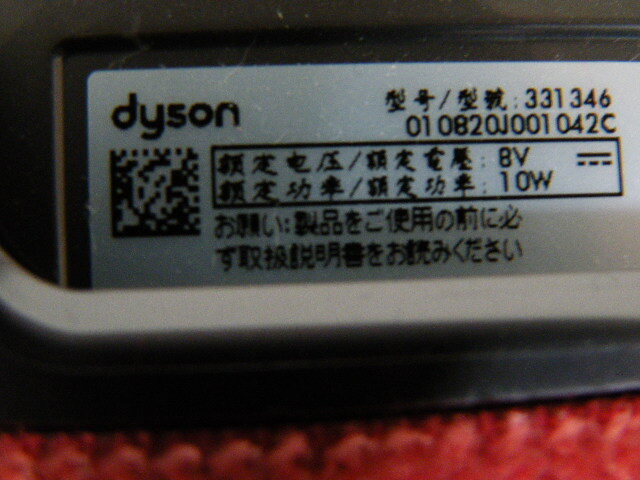 dyson
型号/型號: 331346
010820J001042C
額定电压/額定電壓: 8V
額定功率/額定功率: 10W
お願い:製品をご使用の前に必
ず取扱説明書をお読みください